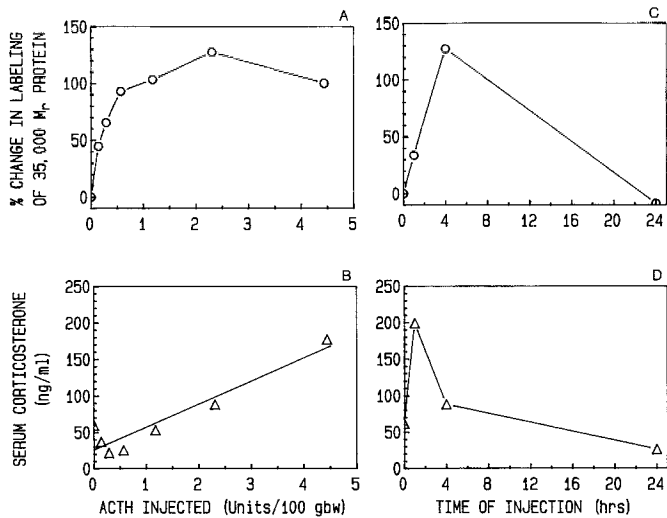 A
% CHANGE IN LABELING
OF 35,000 Mr PROTEIN
150
100
50
0
0 1 2 3 4 5
C
150
100
50
0
0 4 8 12 16 20 24
B
SERUM CORTICOSTERONE
(ng/ml)
250
200
150
100
50
0
0 1 2 3 4 5
ACTH INJECTED (Units/100 gbw)
D
250
200
150
100
50
0
0 4 8 12 16 20 24
TIME OF INJECTION (hrs)